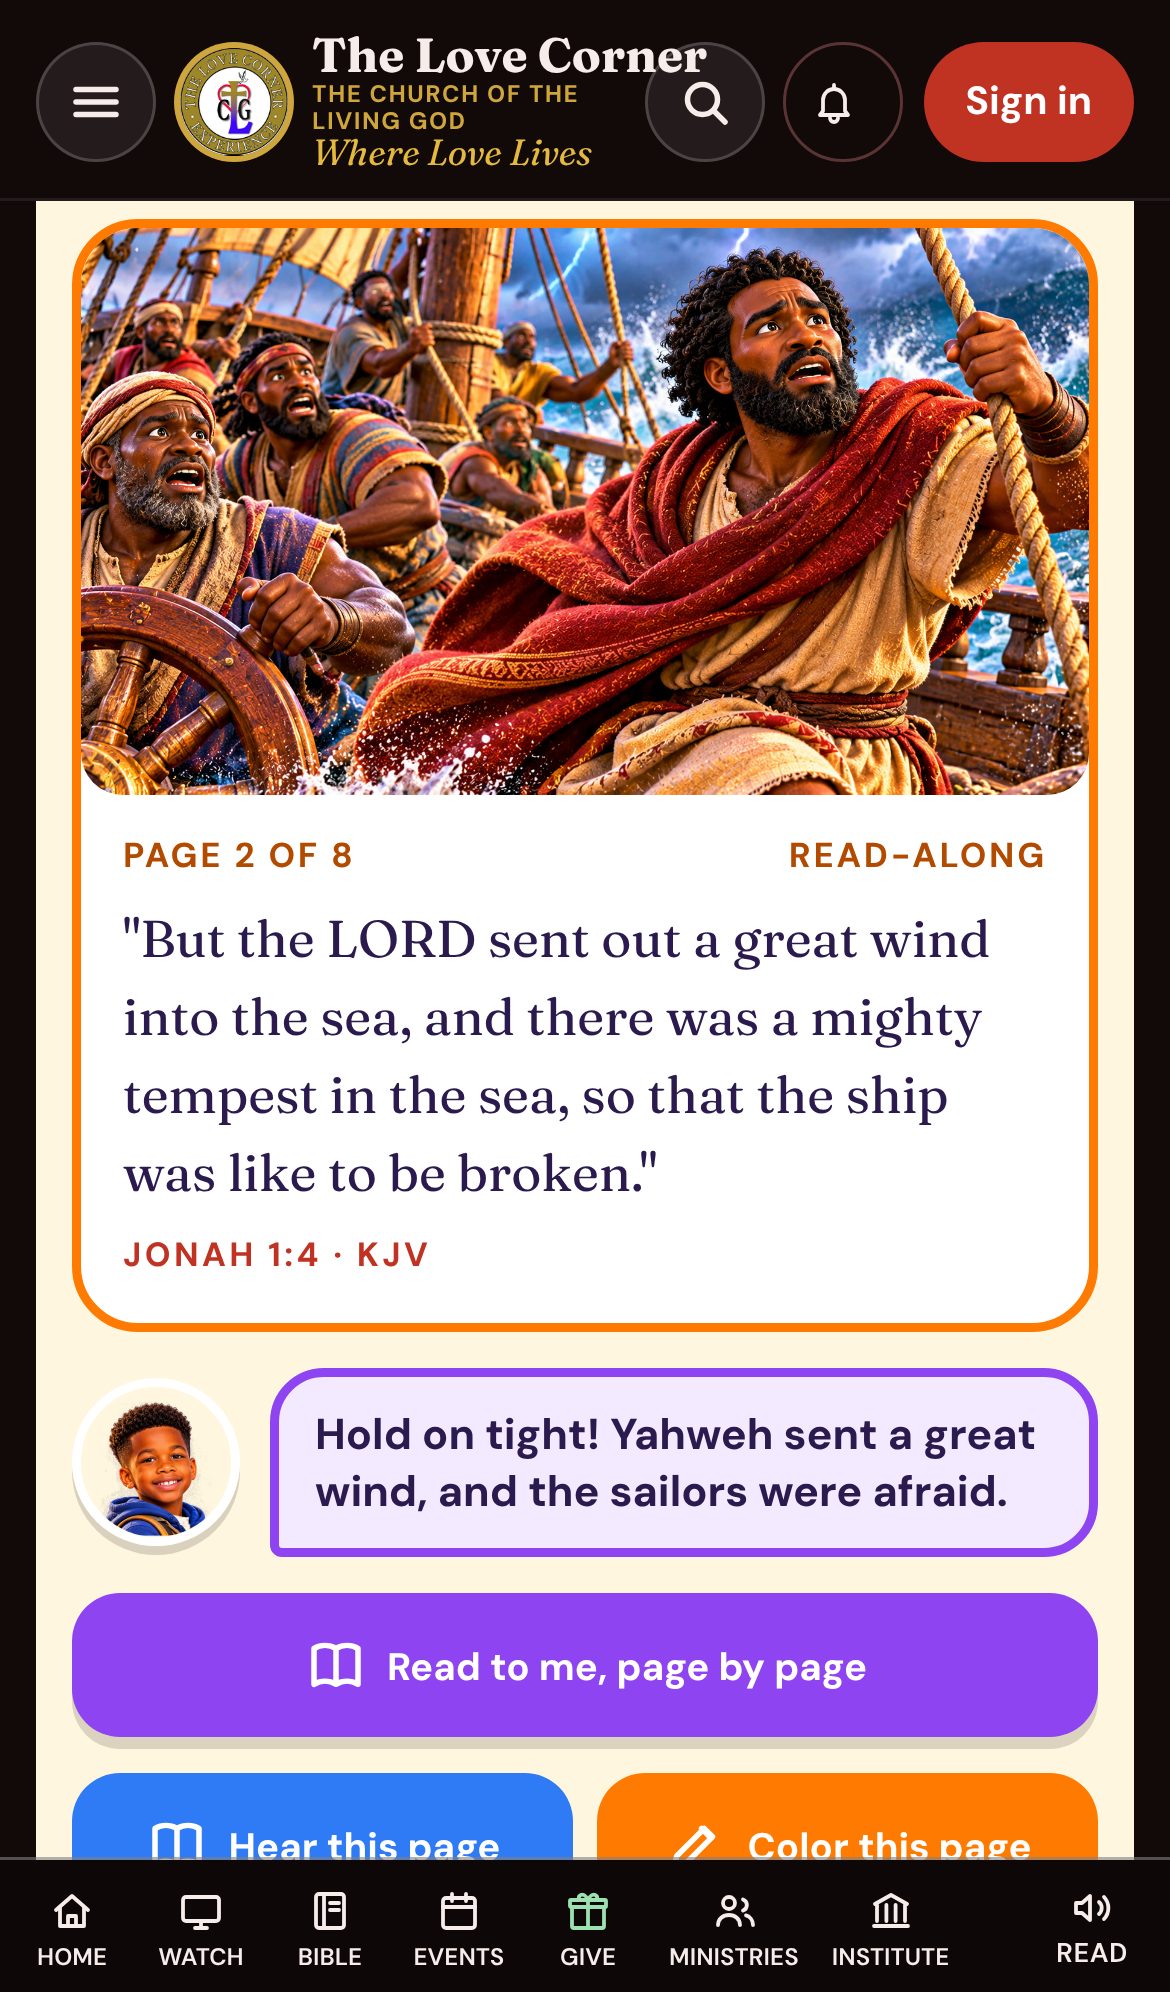 The Love Corner
THE CHURCH OF THE
LIVING GOD
Where Love Lives
THE LOVE CORNER
EXPERIENCE
C G
L
Sign in
PAGE 2 OF 8
READ-ALONG
"But the LORD sent out a great wind
into the sea, and there was a mighty
tempest in the sea, so that the ship
was like to be broken."
JONAH 1:4 · KJV
Hold on tight! Yahweh sent a great
wind, and the sailors were afraid.
Read to me, page by page
Hear this page
Color this page
HOME
WATCH
BIBLE
EVENTS
GIVE
MINISTRIES
INSTITUTE
READ